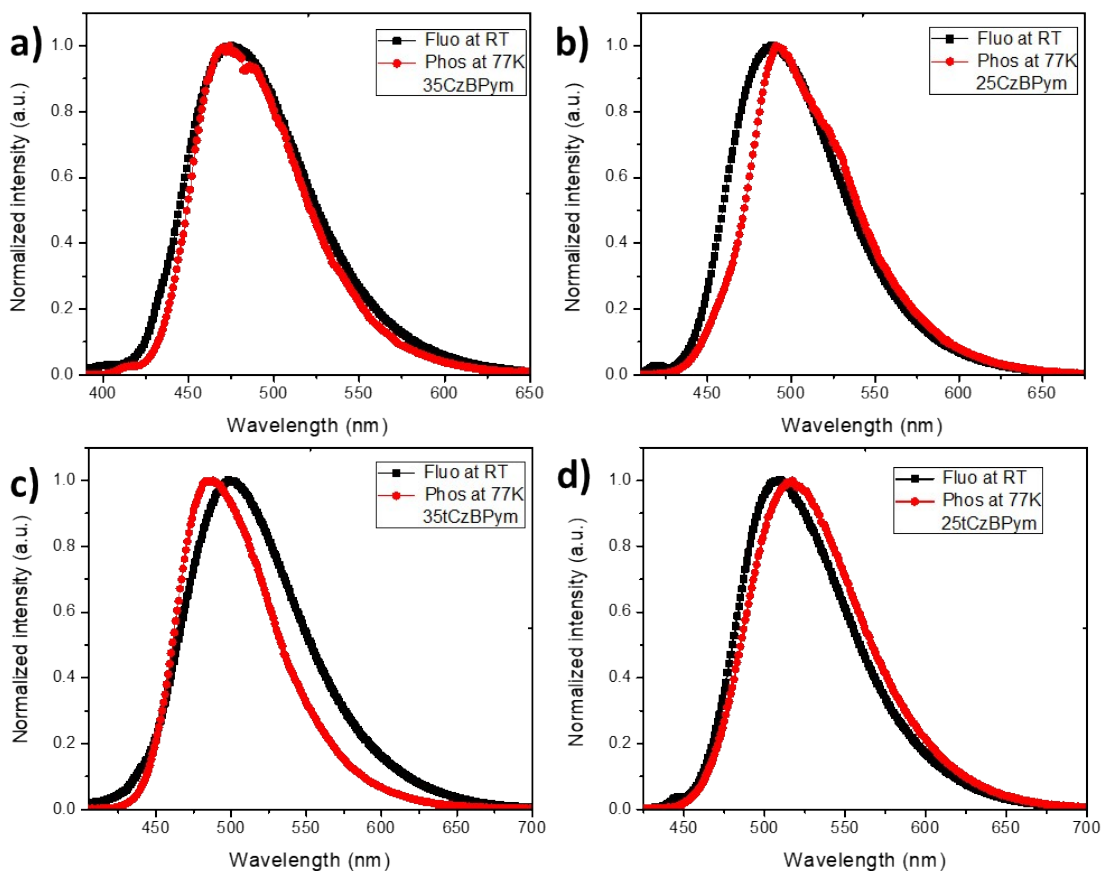 a)
Fluo at RT
Phos at 77K
35CzBPym
Normalized intensity (a.u.)
1.0
0.8
0.6
0.4
0.2
0.0
400 450 500 550 600 650
Wavelength (nm)
b)
Fluo at RT
Phos at 77K
25CzBPym
Normalized intensity (a.u.)
1.0
0.8
0.6
0.4
0.2
0.0
450 500 550 600 650
Wavelength (nm)
c)
Fluo at RT
Phos at 77K
35tCzBPym
Normalized intensity (a.u.)
1.0
0.8
0.6
0.4
0.2
0.0
450 500 550 600 650 700
Wavelength (nm)
d)
Fluo at RT
Phos at 77K
25tCzBPym
Normalized intensity (a.u.)
1.0
0.8
0.6
0.4
0.2
0.0
450 500 550 600 650 700
Wavelength (nm)